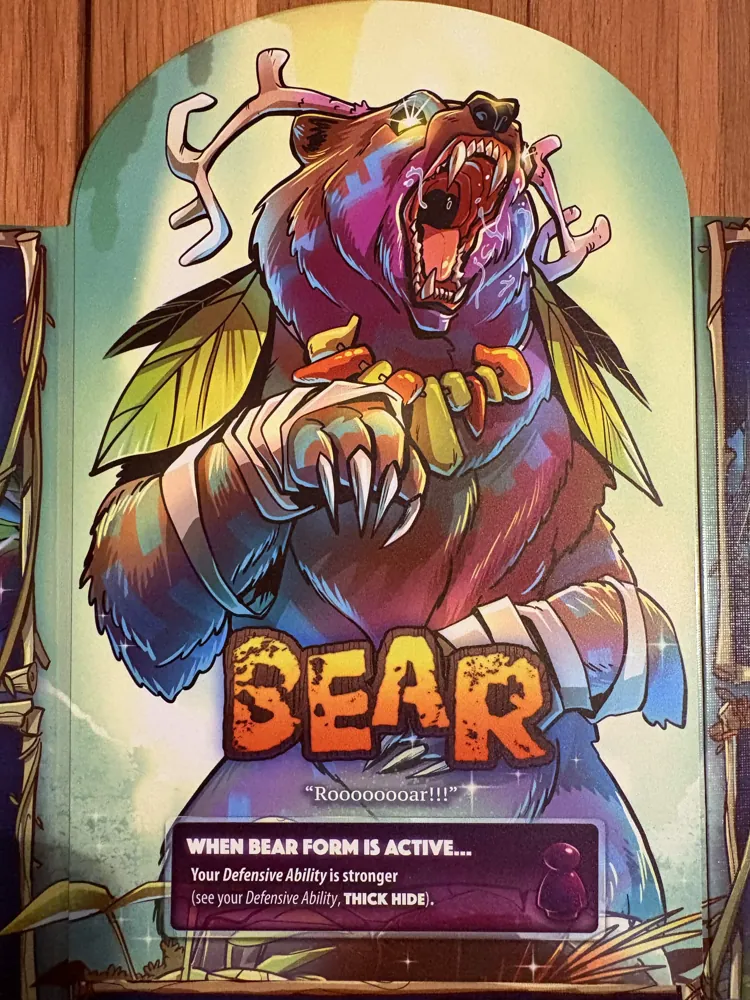 BEAR
“Roooooooar!!!”
WHEN BEAR FORM IS ACTIVE...
Your Defensive Ability is stronger
(see your Defensive Ability, THICK HIDE).